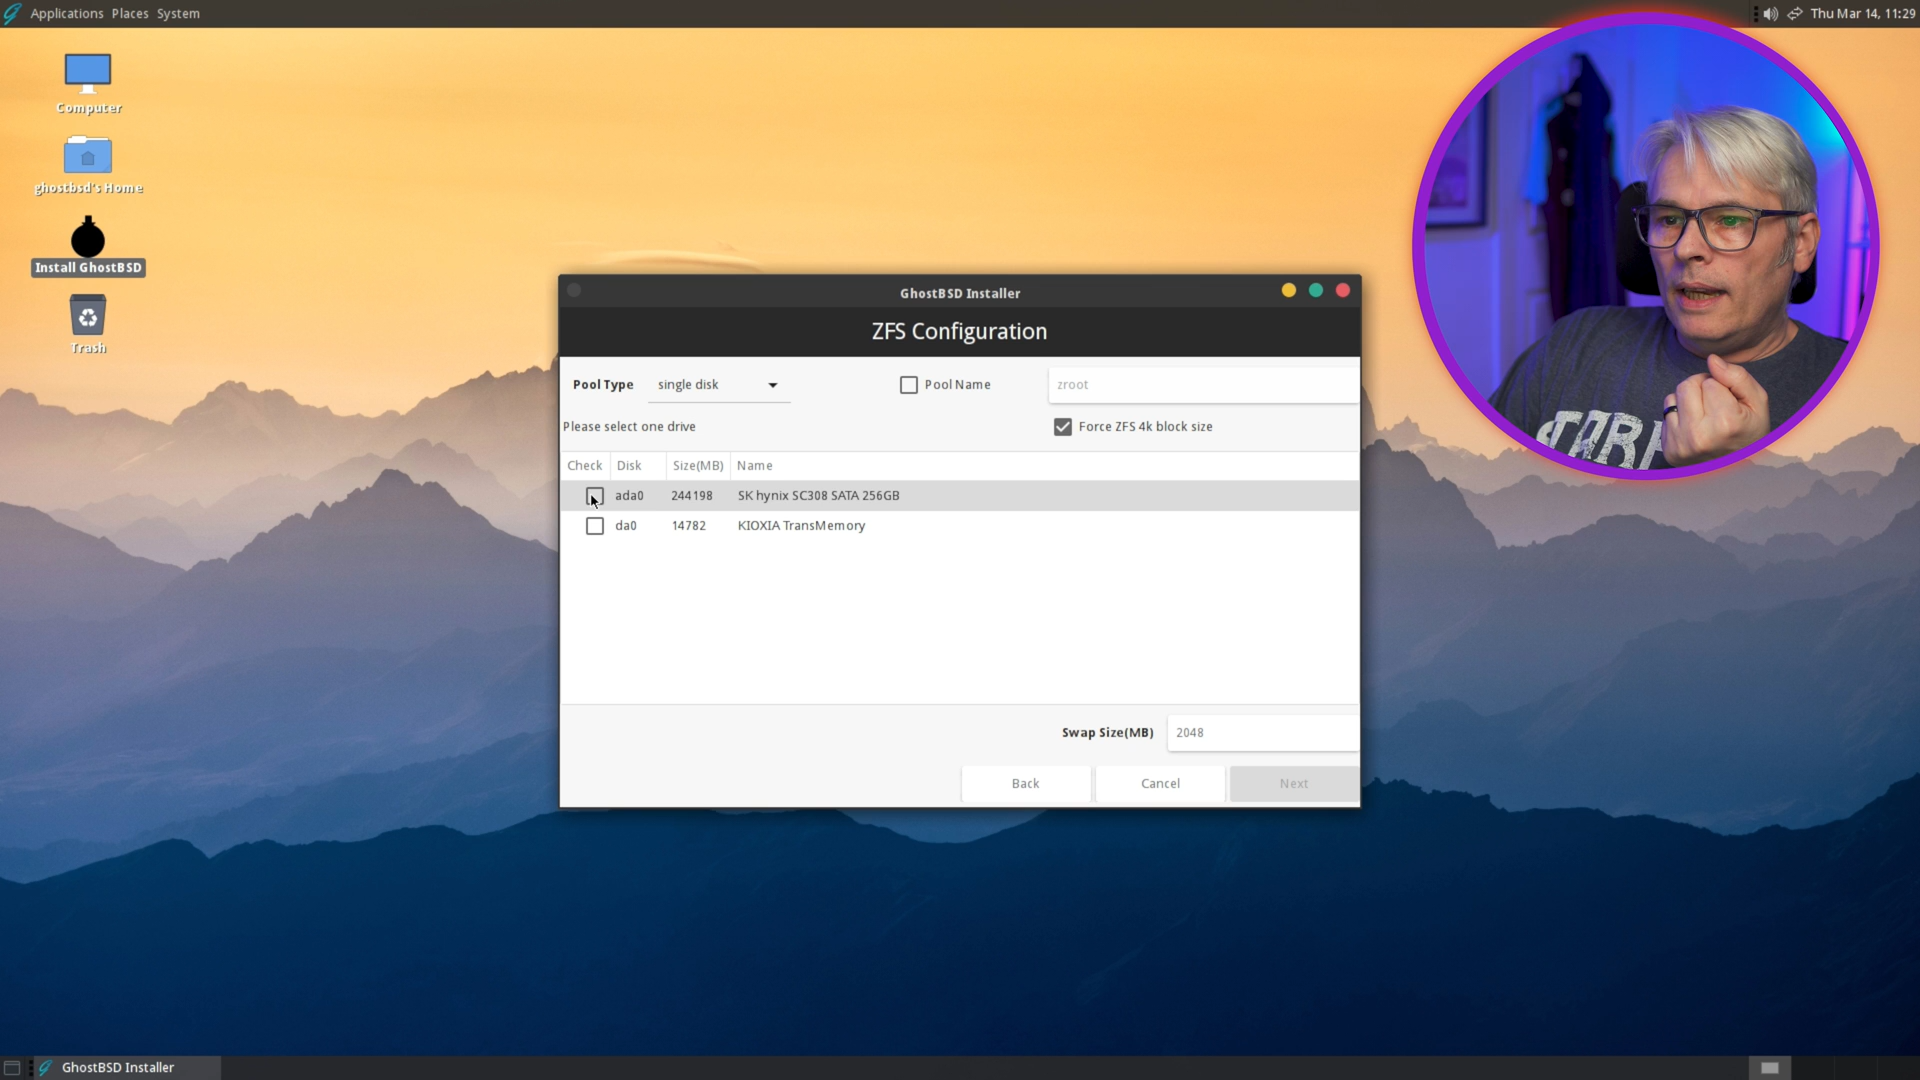 Applications Places System
Thu Mar 14, 11:29
Computer
ghostbsd's Home
Install GhostBSD
Trash
GhostBSD Installer
ZFS Configuration
Pool Type single disk Pool Name zroot
Please select one drive Force ZFS 4k block size
Check Disk Size(MB) Name
ada0 244198 SK hynix SC308 SATA 256GB
da0 14782 KIOXIA TransMemory
Swap Size(MB) 2048
Back Cancel Next
GhostBSD Installer